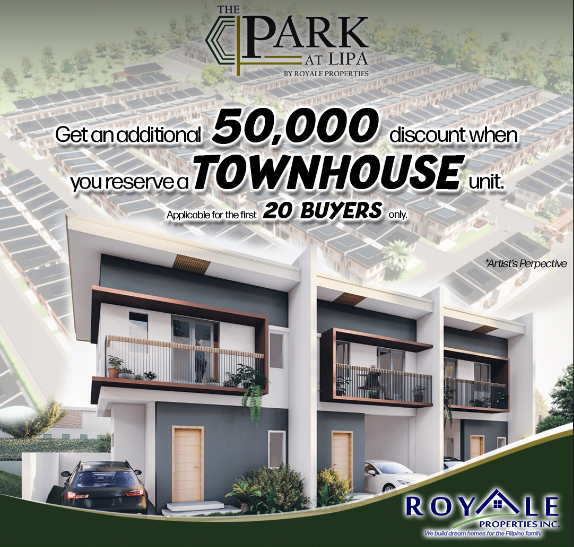 THE
PARK
AT LIPA
BY ROYALE PROPERTIES
Get an additional 50,000 discount when
you reserve a TOWNHOUSE unit.
Applicable for the first 20 BUYERS only.
*Artist's Perpective
ROYALE
PROPERTIES INC.
We build dream homes for the Filipino family